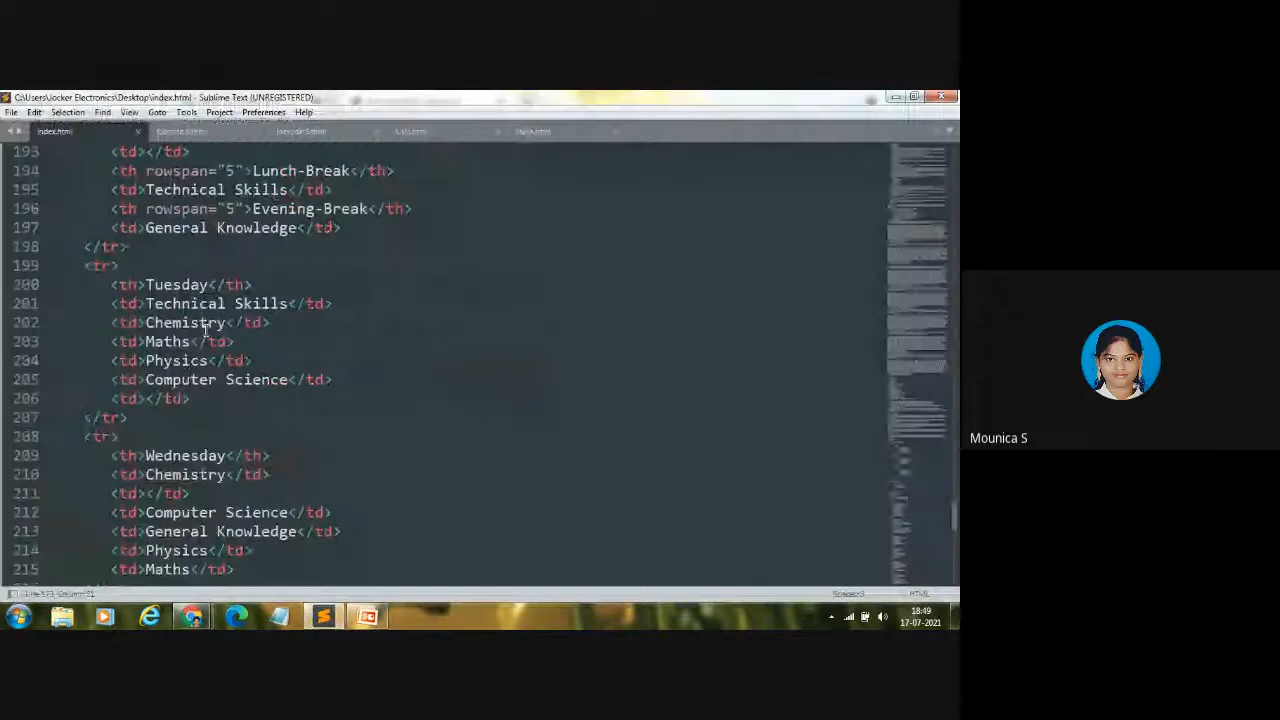 C:\Users\Jocker Electronics\Desktop\index.html - Sublime Text (UNREGISTERED)
File Edit Selection Find View Goto Tools Project Preferences Help
index.html
193 <td></td>
194 <th rowspan="5">Lunch-Break</th>
195 <td>Technical Skills</td>
196 <th rowspan="5">Evening-Break</th>
197 <td>General Knowledge</td>
198 </tr>
199 <tr>
200 <th>Tuesday</th>
201 <td>Technical Skills</td>
202 <td>Chemistry</td>
203 <td>Maths</td>
204 <td>Physics</td>
205 <td>Computer Science</td>
206 <td></td>
207 </tr>
208 <tr>
209 <th>Wednesday</th>
210 <td>Chemistry</td>
211 <td></td>
212 <td>Computer Science</td>
213 <td>General Knowledge</td>
214 <td>Physics</td>
215 <td>Maths</td>
HTML
18:49
17-07-2021
Mounica S